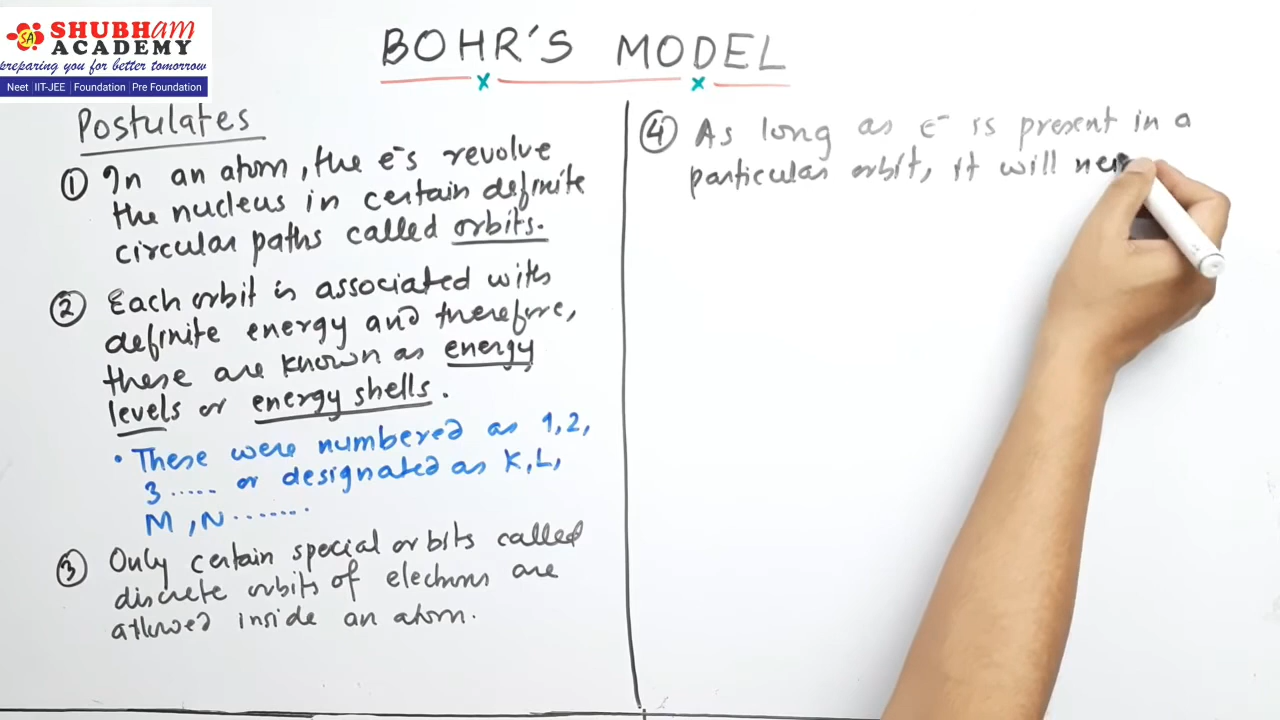 SHUBHAM
ACADEMY
preparing you for better tomorrow
Neet | IIT-JEE | Foundation | Pre Foundation
BOHR'S MODEL
Postulates
① In an atom, the e⁻s revolve
the nucleus in certain definite
circular paths called orbits.
② Each orbit is associated with
definite energy and therefore,
these are known as energy
levels or energy shells.
• These were numbered as 1, 2,
3 ..... or designated as K, L,
M, N .......
③ Only certain special orbits called
discrete orbits of electrons are
allowed inside an atom.
④ As long as e⁻ is present in a
particular orbit, it will